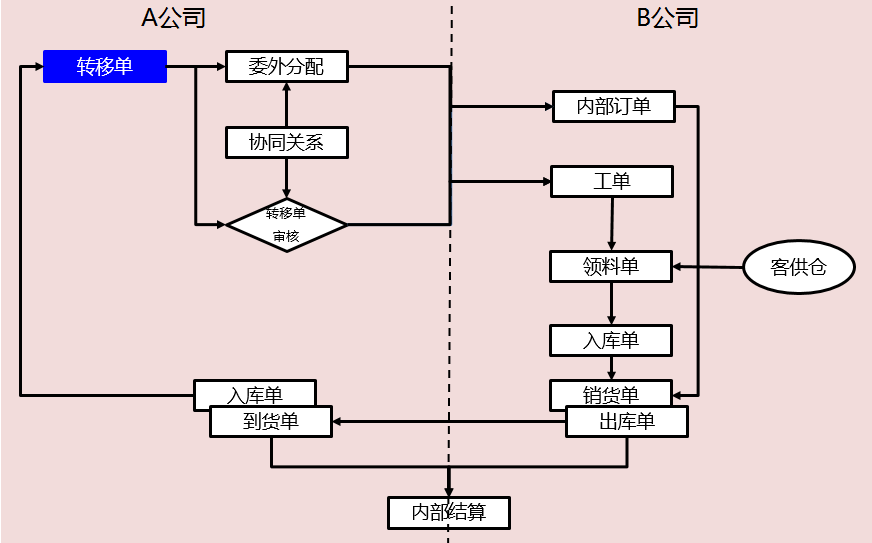 A公司
B公司
转移单
委外分配
内部订单
协同关系
工单
转移单
审核
领料单
客供仓
入库单
入库单
销货单
到货单
出库单
内部结算